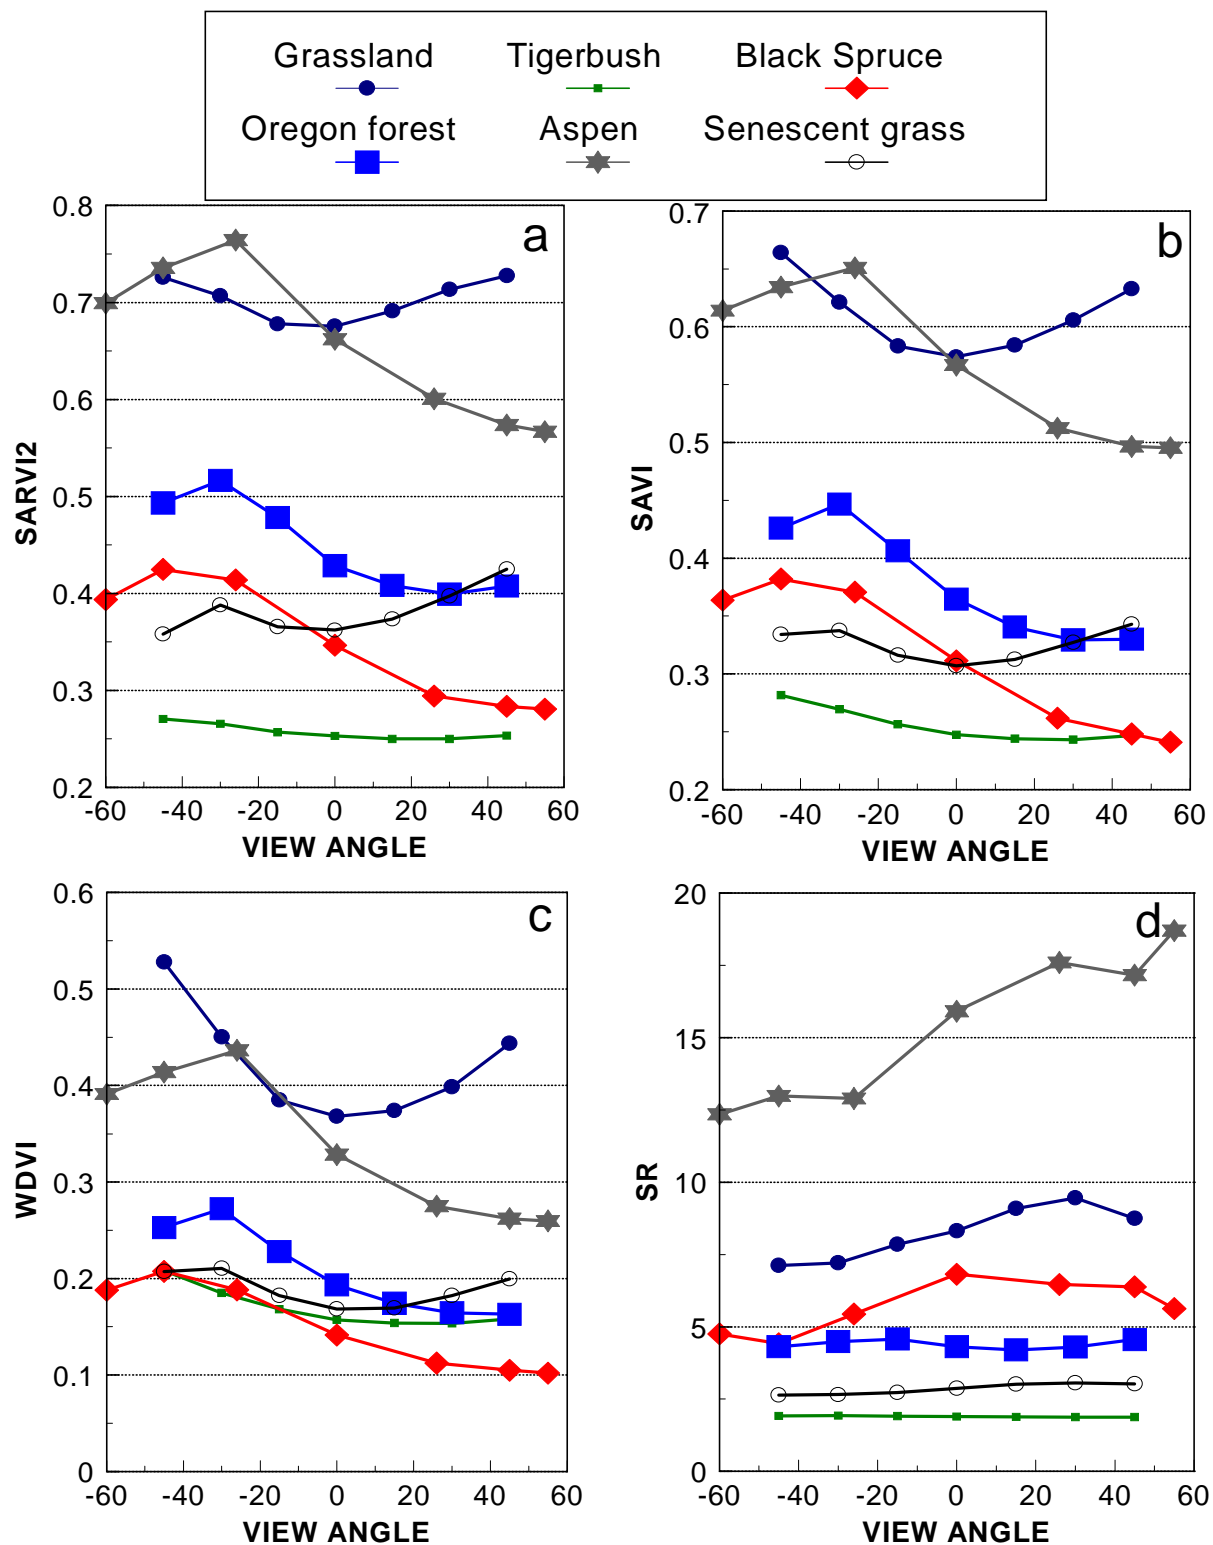 Grassland Tigerbush Black Spruce
Oregon forest Aspen Senescent grass
a
0.8
0.7
0.6
0.5
0.4
0.3
0.2
SARVI2
-60 -40 -20 0 20 40 60
VIEW ANGLE
b
0.7
0.6
0.5
0.4
0.3
0.2
SAVI
-60 -40 -20 0 20 40 60
VIEW ANGLE
c
0.6
0.5
0.4
0.3
0.2
0.1
0
WDVI
-60 -40 -20 0 20 40 60
VIEW ANGLE
d
20
15
10
5
0
SR
-60 -40 -20 0 20 40 60
VIEW ANGLE